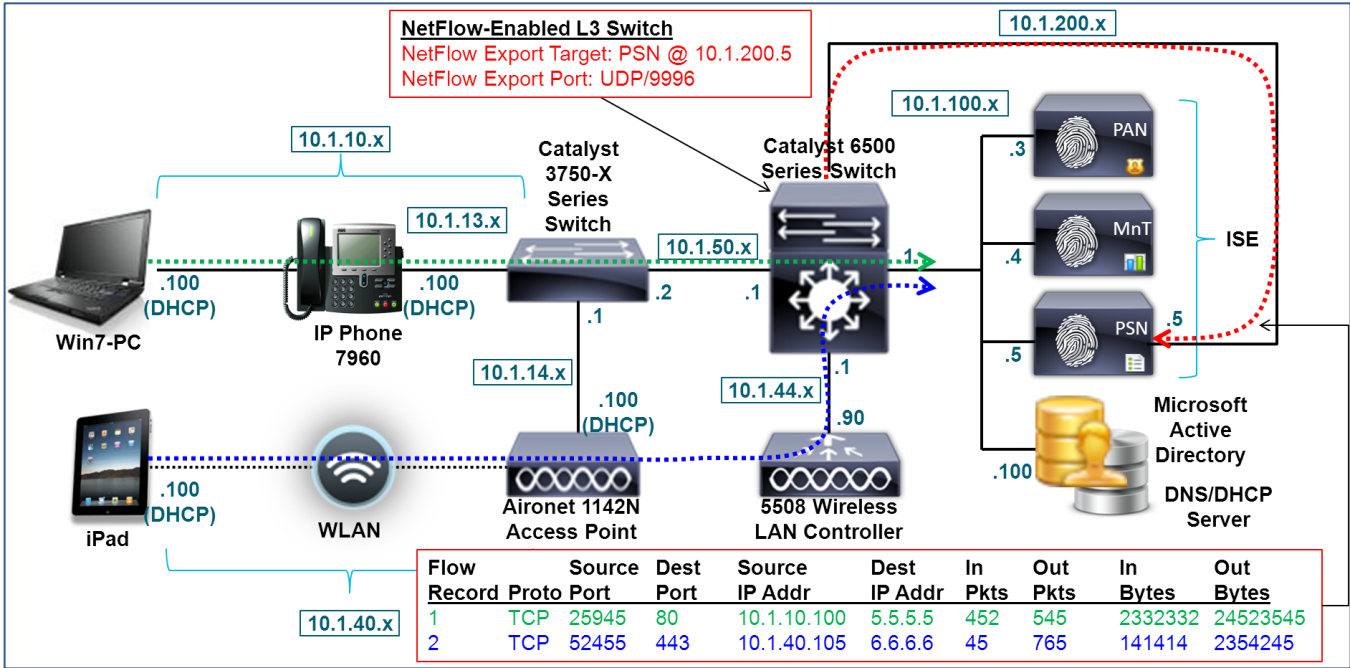 NetFlow-Enabled L3 Switch
NetFlow Export Target: PSN @ 10.1.200.5
NetFlow Export Port: UDP/9996
10.1.200.x
10.1.100.x
10.1.10.x
Catalyst
3750-X
Series
Switch
Catalyst 6500
Series Switch
PAN
.3
10.1.13.x
10.1.50.x
MnT
ISE
.4
.1
.100
(DHCP)
.100
(DHCP)
.2
.1
PSN
.5
.5
Win7-PC
IP Phone
7960
.1
.1
10.1.14.x
10.1.44.x
.100
(DHCP)
.90
Microsoft
Active
Directory
.100
DNS/DHCP
Server
.100
(DHCP)
iPad
WLAN
Aironet 1142N
Access Point
5508 Wireless
LAN Controller
10.1.40.x
Flow Source Dest Source Dest In Out In Out
Record Proto Port Port IP Addr IP Addr Pkts Pkts Bytes Bytes
1 TCP 25945 80 10.1.10.100 5.5.5.5 452 545 2332332 24523545
2 TCP 52455 443 10.1.40.105 6.6.6.6 45 765 141414 2354245